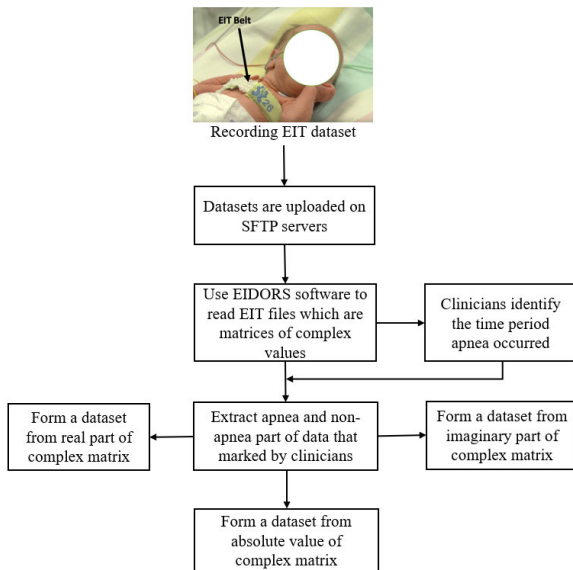 EIT Belt
26
Recording EIT dataset
Datasets are uploaded on
SFTP servers
Use EIDORS software to
read EIT files which are
matrices of complex
values
Clinicians identify
the time period
apnea occurred
Form a dataset
from real part of
complex matrix
Extract apnea and non-
apnea part of data that
marked by clinicians
Form a dataset from
imaginary part of
complex matrix
Form a dataset from
absolute value of
complex matrix